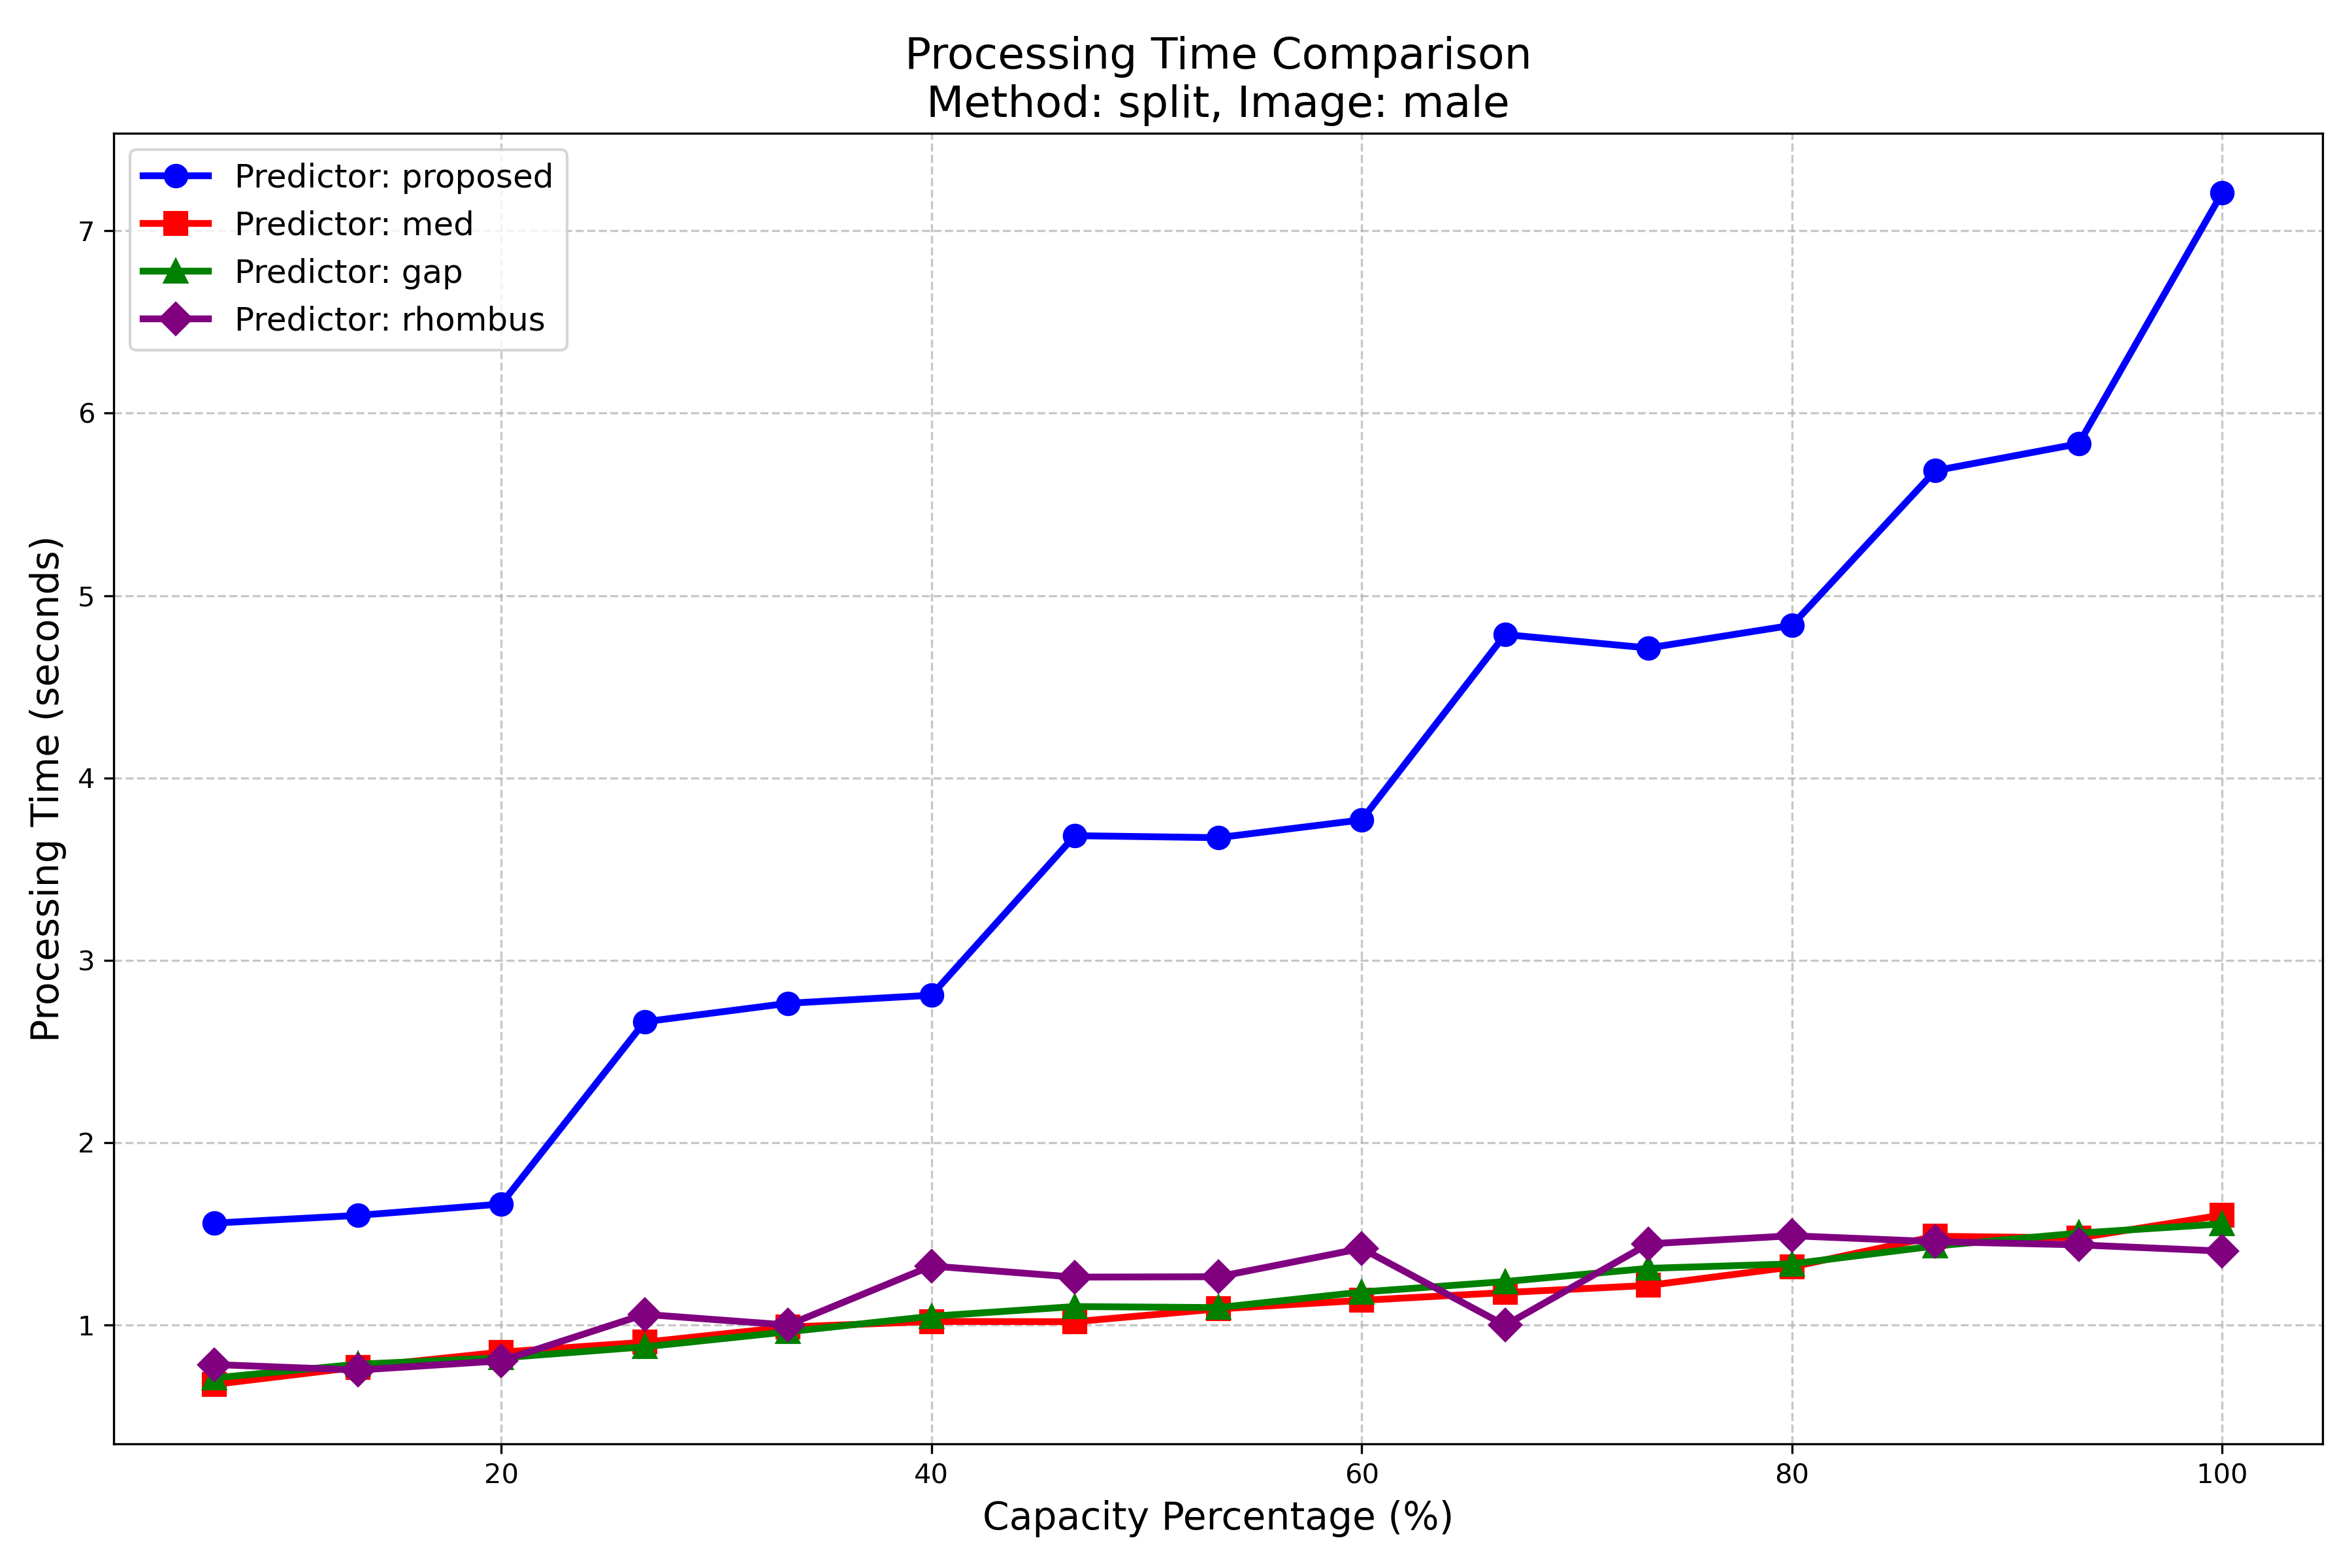 Processing Time Comparison
Method: split, Image: male
Predictor: proposed
Predictor: med
Predictor: gap
Predictor: rhombus
Processing Time (seconds)
7
6
5
4
3
2
1
20 40 60 80 100
Capacity Percentage (%)